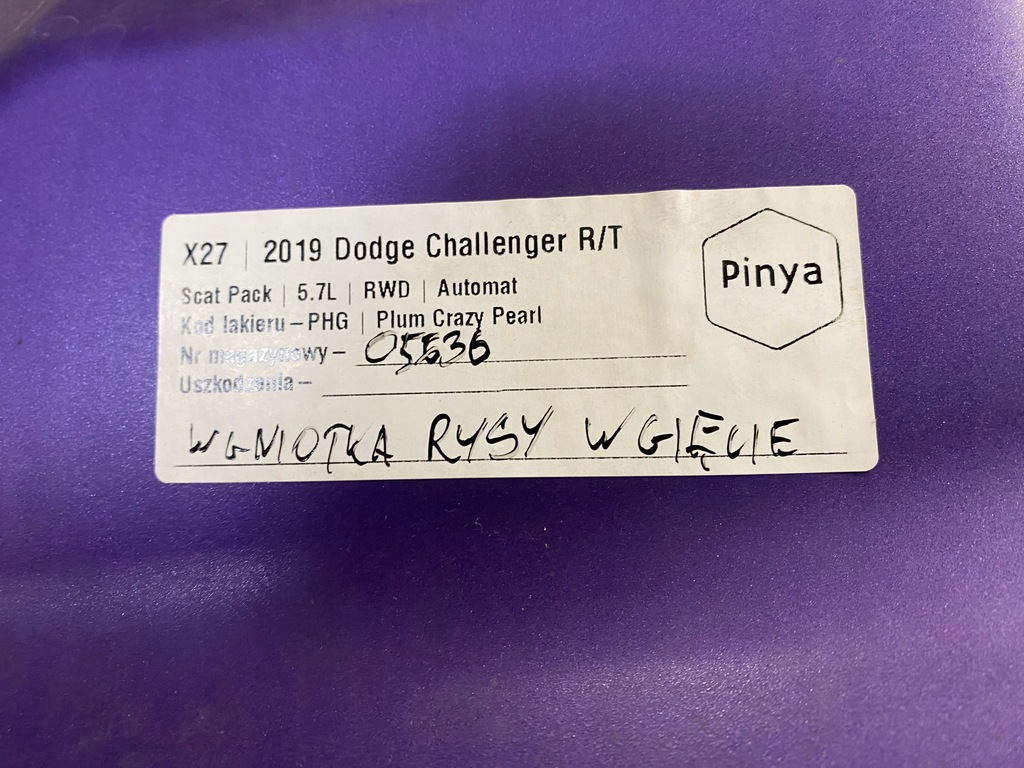 X27 | 2019 Dodge Challenger R/T
Pinya
Scat Pack | 5.7L | RWD | Automat
Kod lakieru – PHG | Plum Crazy Pearl
Nr magazynowy – 05536
Uszkodzenia –
WGNIOTKA RYSY WGIĘCIE